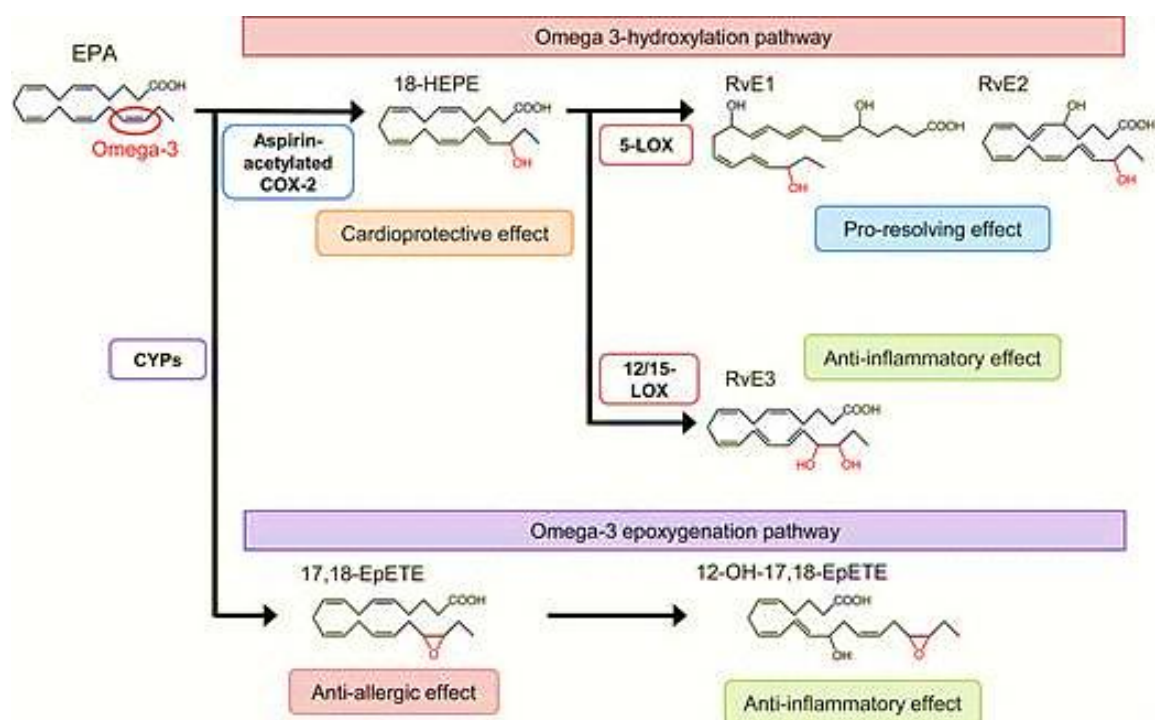 Omega 3-hydroxylation pathway
EPA
COOH
Omega-3
Aspirin-
acetylated
COX-2
18-HEPE
COOH
OH
Cardioprotective effect
5-LOX
RvE1
OH
OH
COOH
OH
RvE2
OH
COOH
OH
Pro-resolving effect
CYPs
12/15-
LOX
Anti-inflammatory effect
RvE3
COOH
HO
OH
Omega-3 epoxygenation pathway
17,18-EpETE
COOH
O
Anti-allergic effect
12-OH-17,18-EpETE
COOH
OH
O
Anti-inflammatory effect